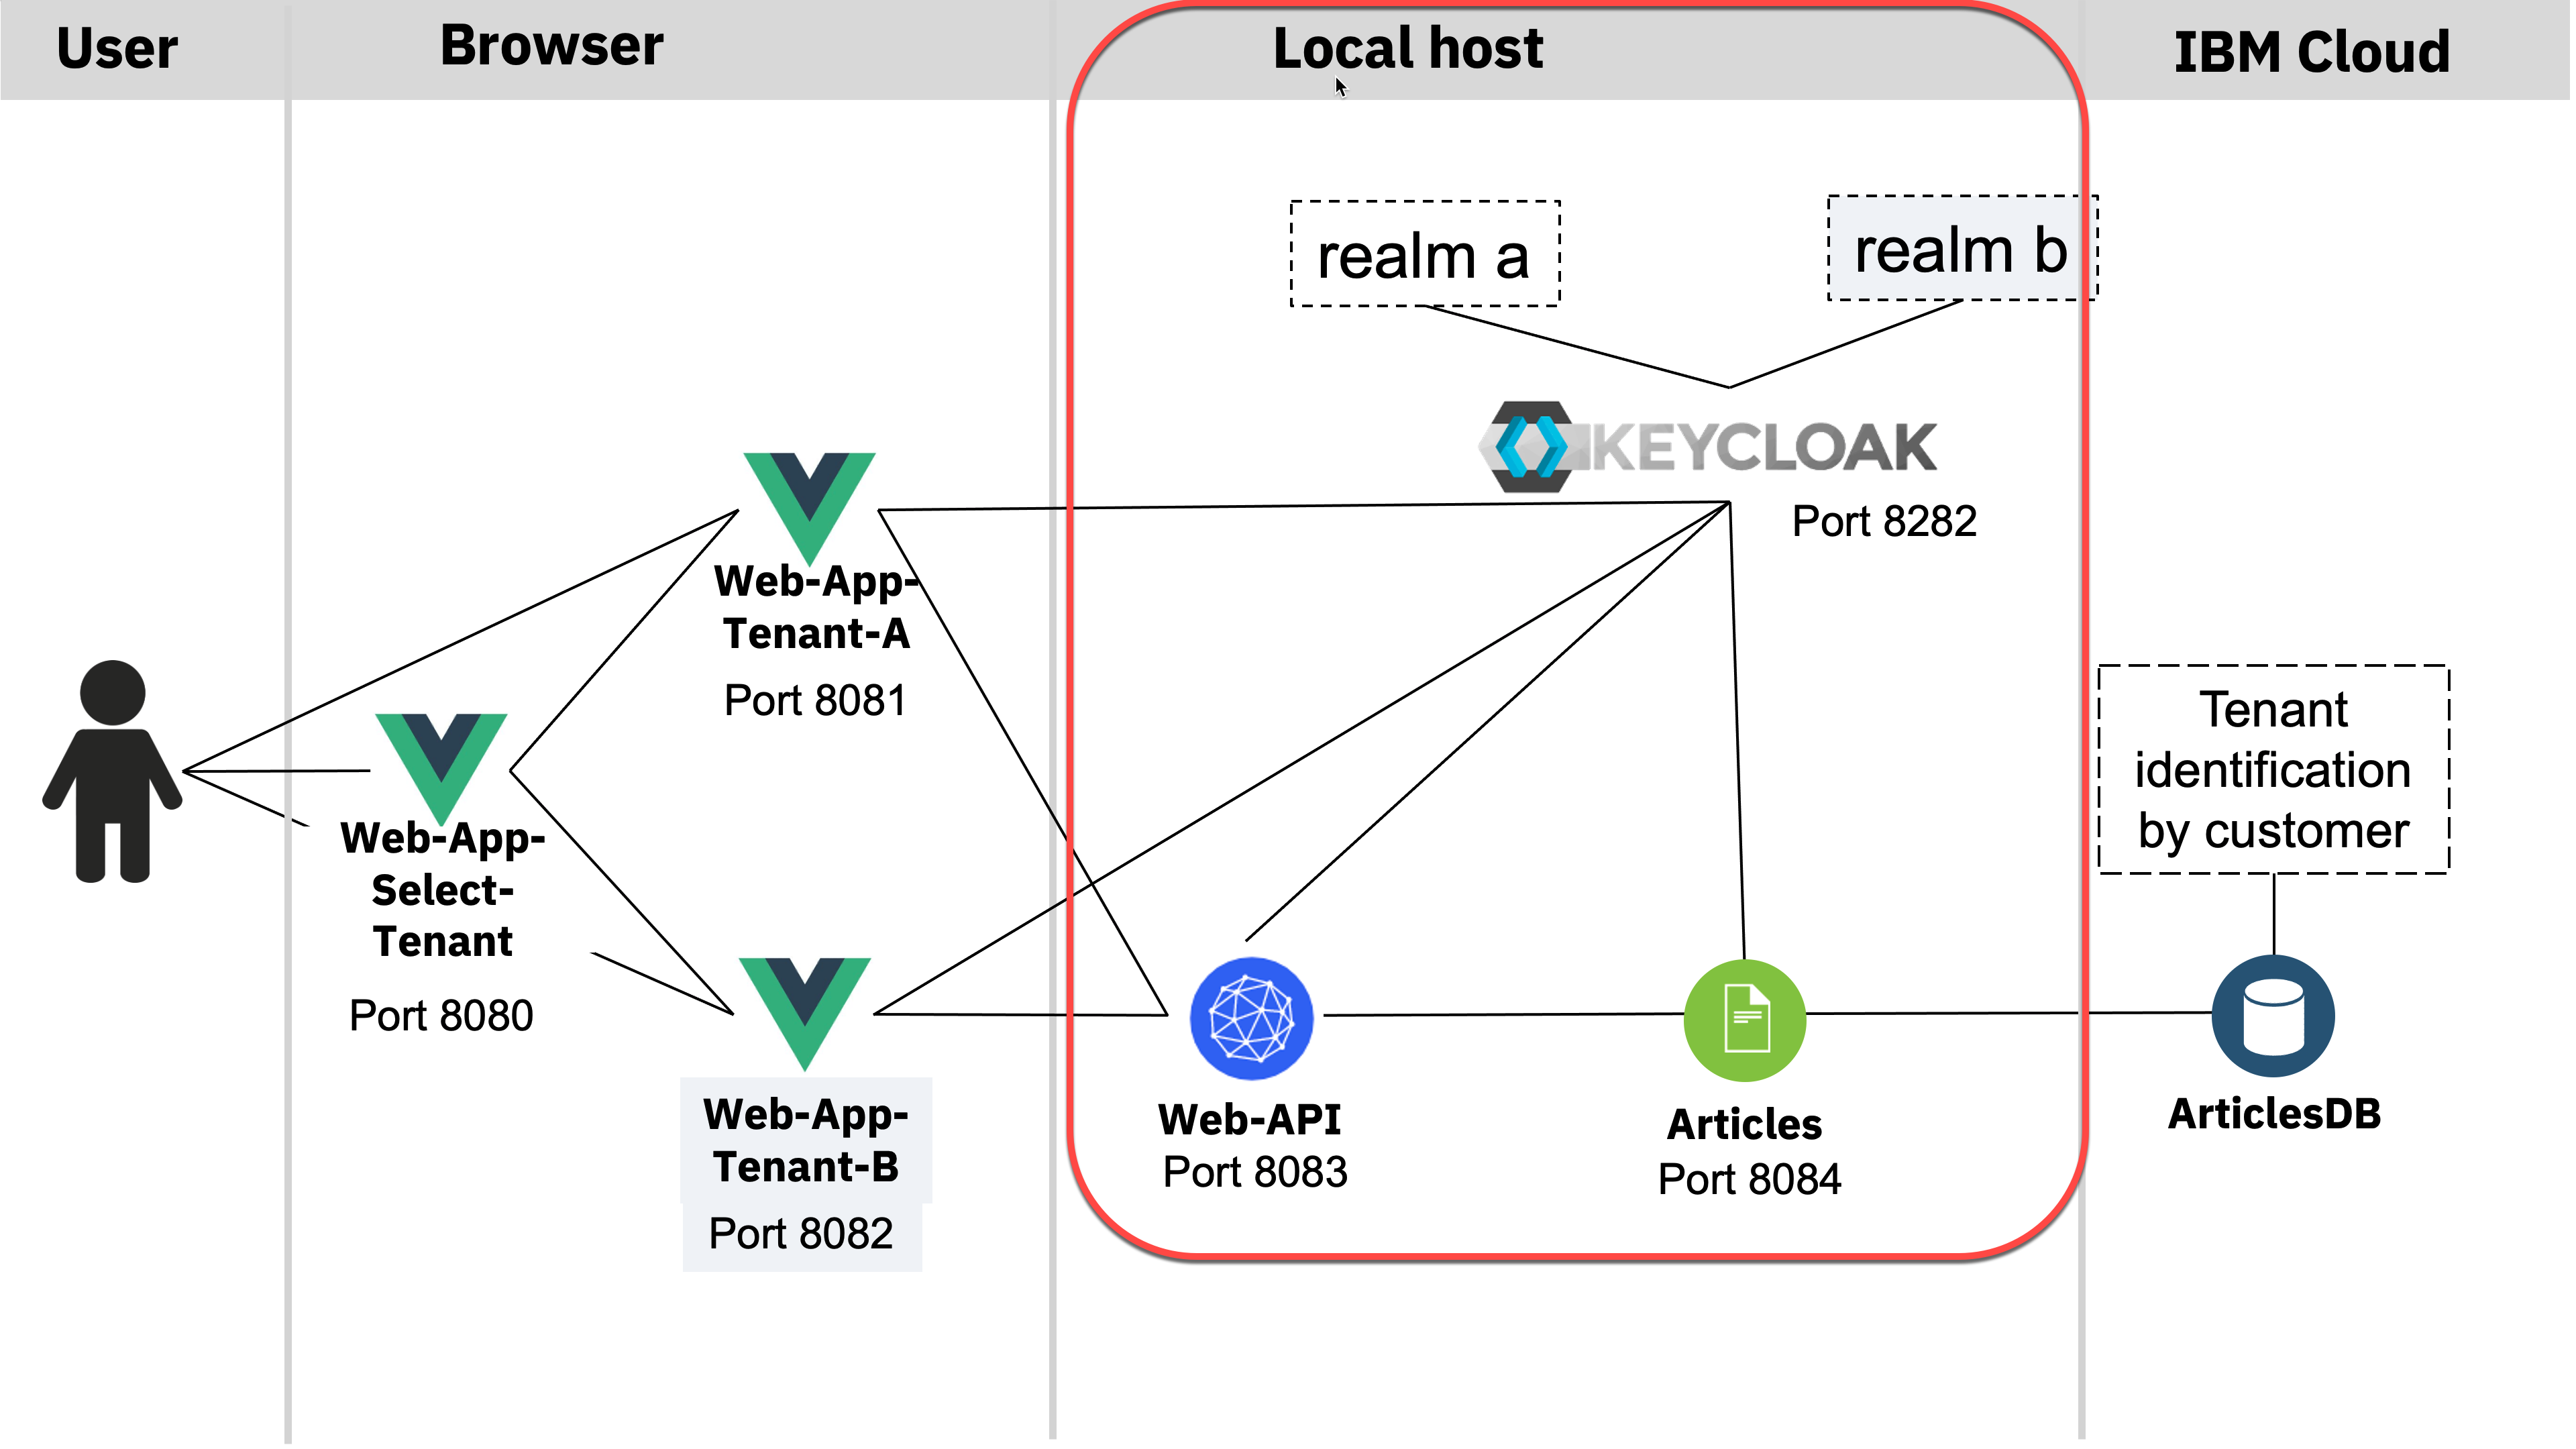 User
Browser
Local host
IBM Cloud
realm a
realm b
KEYCLOAK
Port 8282
Web-App-
Tenant-A
Port 8081
Web-App-
Select-
Tenant
Port 8080
Web-App-
Tenant-B
Port 8082
Web-API
Port 8083
Articles
Port 8084
Tenant
identification
by customer
ArticlesDB